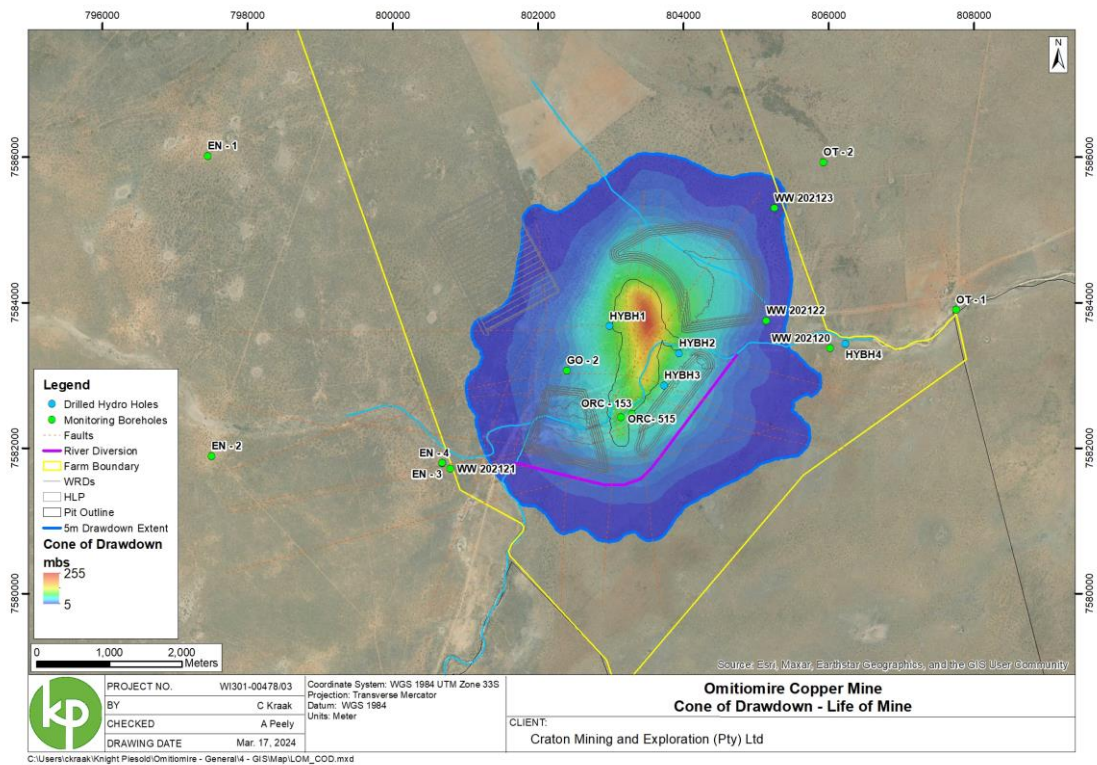 796000 798000 800000 802000 804000 806000 808000
N
7586000
7584000
7582000
7580000
7586000
7584000
7582000
7580000
EN - 1
OT - 2
WW 202123
OT - 1
HYBH1
WW 202122
HYBH2
WW 202120
HYBH4
GO - 2
HYBH3
ORC - 153
ORC- 515
EN - 2
EN - 4
EN - 3
WW 202121
Legend
Drilled Hydro Holes
Monitoring Boreholes
Faults
River Diversion
Farm Boundary
WRDs
HLP
Pit Outline
5m Drawdown Extent
Cone of Drawdown
mbs
255
5
0 1,000 2,000
Meters
Source: Esri, Maxar, Earthstar Geographics, and the GIS User Community
kp
PROJECT NO. WI301-00478/03
BY C Kraak
CHECKED A Peely
DRAWING DATE Mar. 17, 2024
Coordinate System: WGS 1984 UTM Zone 33S
Projection: Transverse Mercator
Datum: WGS 1984
Units: Meter
Omitiomire Copper Mine
Cone of Drawdown - Life of Mine
CLIENT:
Craton Mining and Exploration (Pty) Ltd
C:\Users\ckraak\Knight Piesold\Omitiomire - General\4 - GIS\Map\LOM_COD.mxd